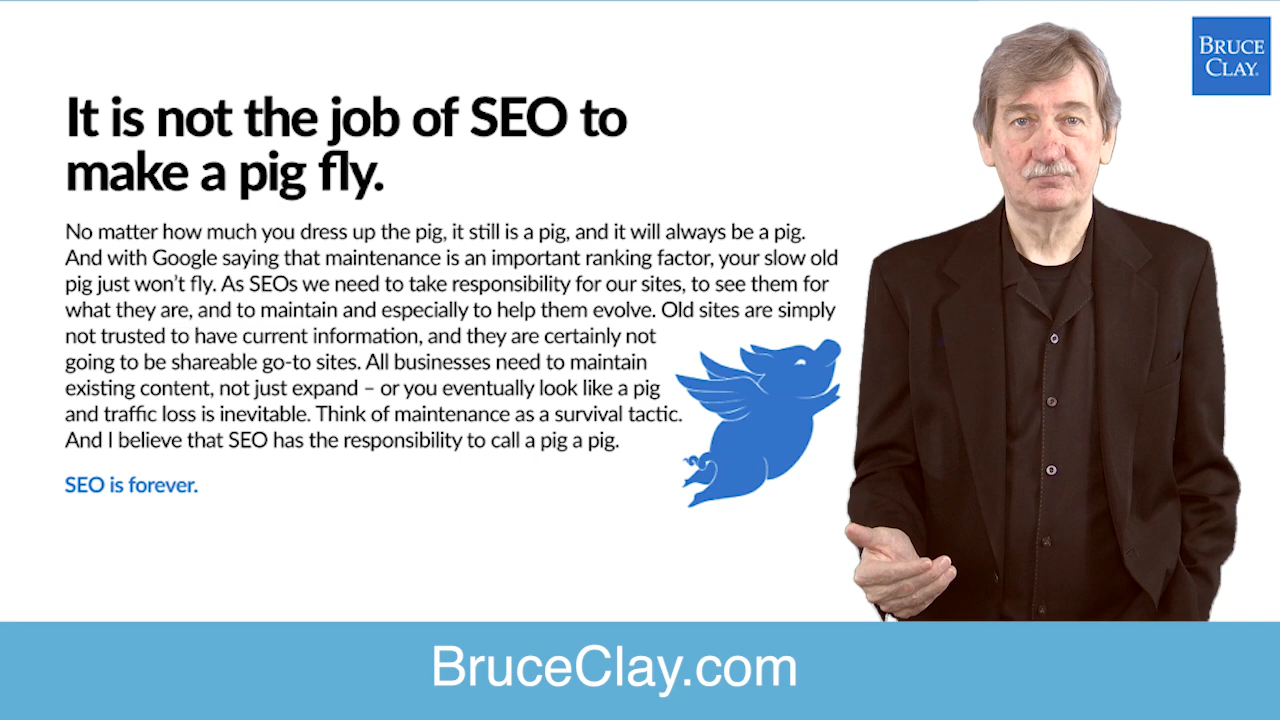 It is not the job of SEO to
make a pig fly.
No matter how much you dress up the pig, it still is a pig, and it will always be a pig.
And with Google saying that maintenance is an important ranking factor, your slow old
pig just won't fly. As SEOs we need to take responsibility for our sites, to see them for
what they are, and to maintain and especially to help them evolve. Old sites are simply
not trusted to have current information, and they are certainly not
going to be shareable go-to sites. All businesses need to maintain
existing content, not just expand – or you eventually look like a pig
and traffic loss is inevitable. Think of maintenance as a survival tactic.
And I believe that SEO has the responsibility to call a pig a pig.
SEO is forever.
BRUCE
CLAY
BruceClay.com